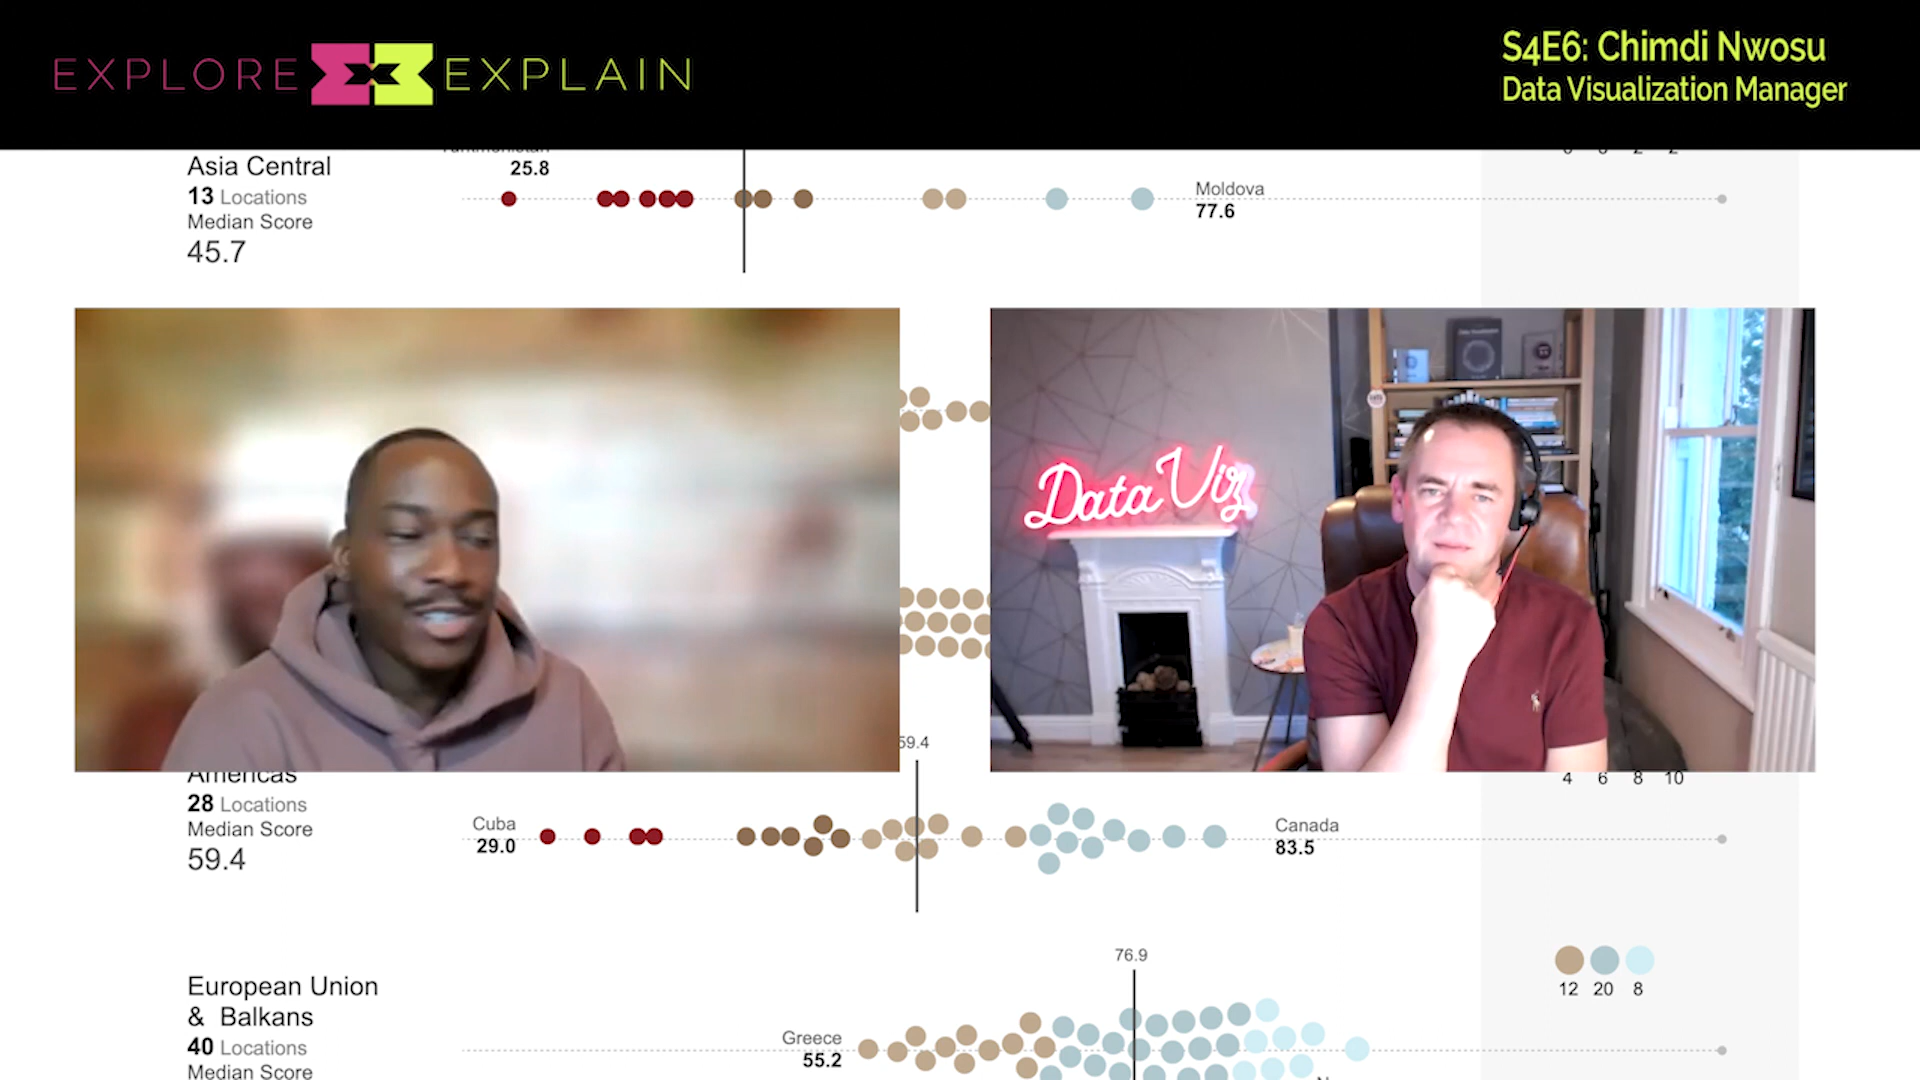 EXPLORE EXPLAIN
S4E6: Chimdi Nwosu
Data Visualization Manager
Asia Central
13 Locations
Median Score
45.7
25.8
Moldova
77.6
Data Viz
59.4
Americas
28 Locations
Median Score
59.4
Cuba
29.0
Canada
83.5
4 6 8 10
European Union
& Balkans
40 Locations
Median Score
Greece
55.2
76.9
12 20 8